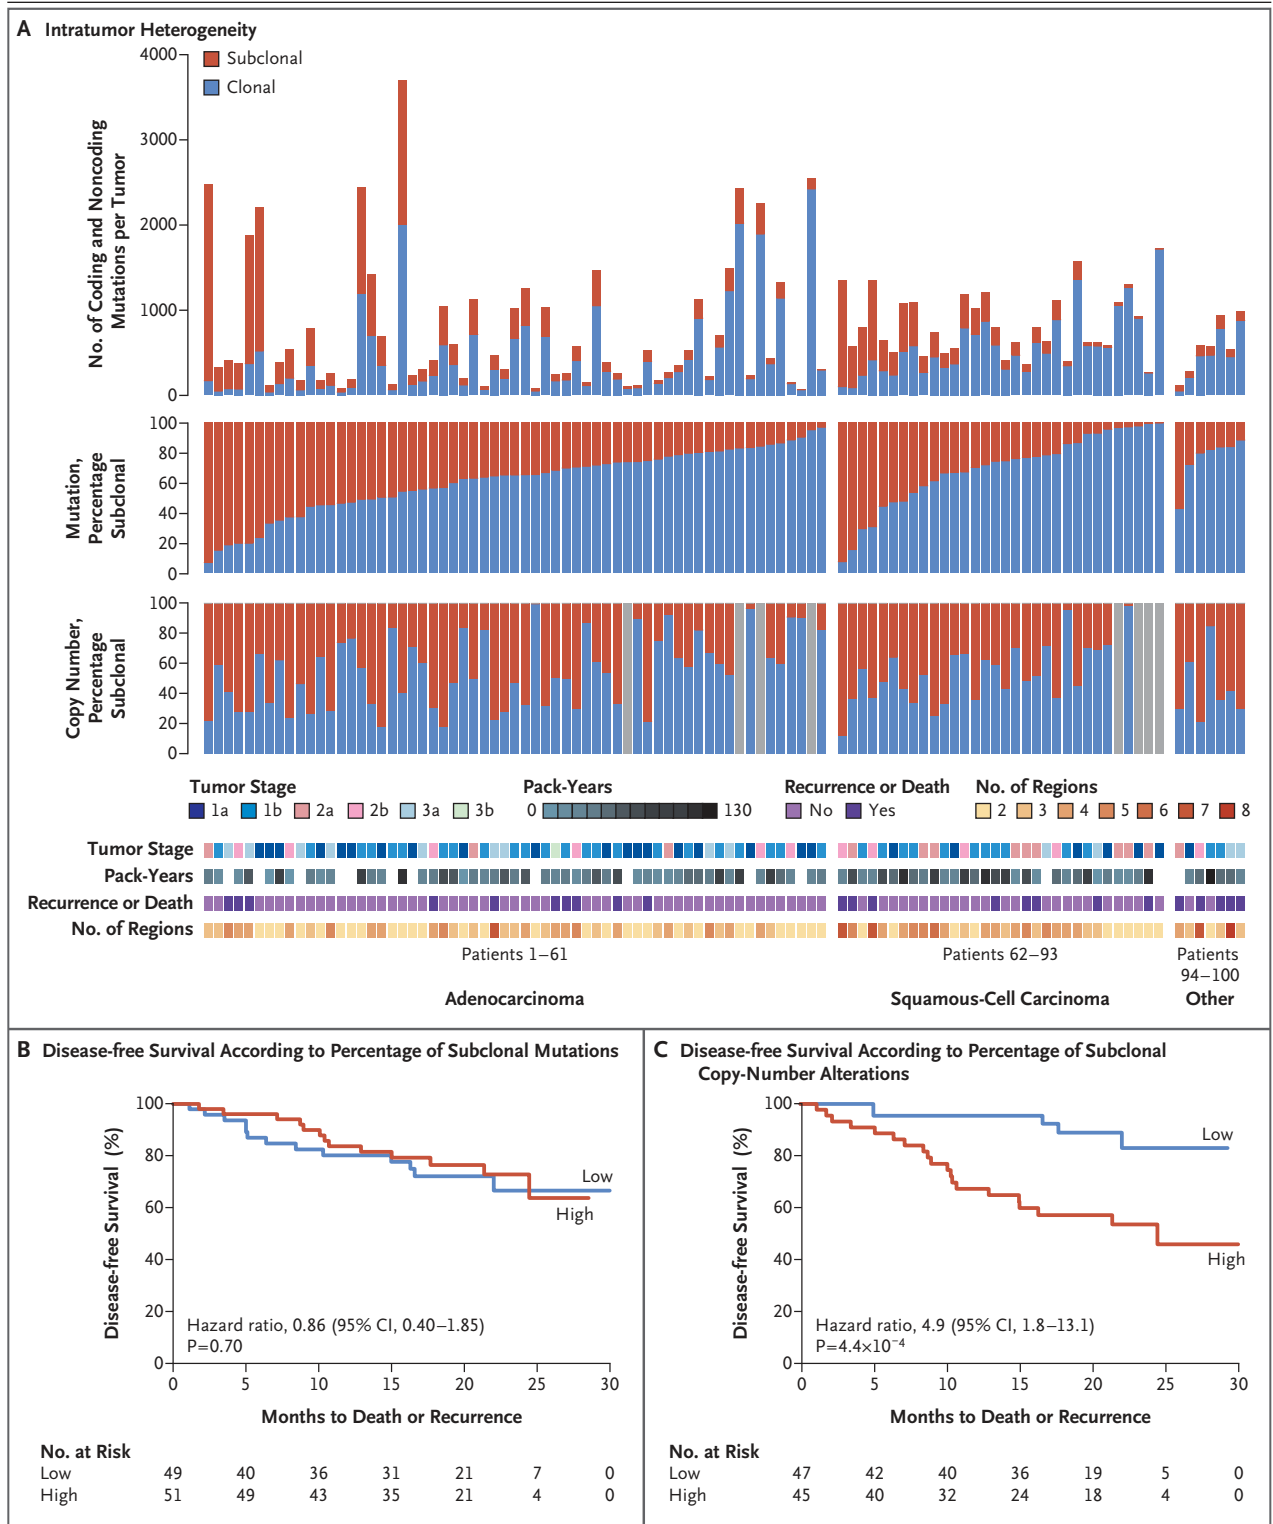 A Intratumor Heterogeneity
Subclonal
Clonal
No. of Coding and Noncoding
Mutations per Tumor
4000
3000
2000
1000
0
Mutation,
Percentage
Subclonal
100
80
60
40
20
0
Copy Number,
Percentage
Subclonal
100
80
60
40
20
0
Tumor Stage
1a 1b 2a 2b 3a 3b
Pack-Years
0 130
Recurrence or Death
No Yes
No. of Regions
2 3 4 5 6 7 8
Tumor Stage
Pack-Years
Recurrence or Death
No. of Regions
Patients 1–61
Adenocarcinoma
Patients 62–93
Squamous-Cell Carcinoma
Patients
94–100
Other
B Disease-free Survival According to Percentage of Subclonal Mutations
Disease-free Survival (%)
100
80
60
40
20
0
Low
High
Hazard ratio, 0.86 (95% CI, 0.40–1.85)
P=0.70
0 5 10 15 20 25 30
Months to Death or Recurrence
No. at Risk
Low 49 40 36 31 21 7 0
High 51 49 43 35 21 4 0
C Disease-free Survival According to Percentage of Subclonal
Copy-Number Alterations
Disease-free Survival (%)
100
80
60
40
20
0
Low
High
Hazard ratio, 4.9 (95% CI, 1.8–13.1)
P=4.4×10⁻⁴
0 5 10 15 20 25 30
Months to Death or Recurrence
No. at Risk
Low 47 42 40 36 19 5 0
High 45 40 32 24 18 4 0